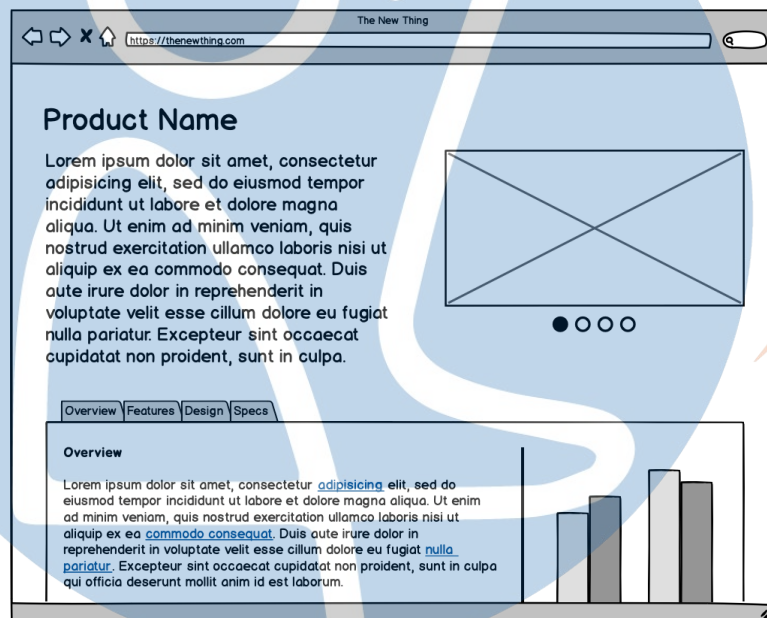 The New Thing
https://thenewthing.com
Product Name
Lorem ipsum dolor sit amet, consectetur
adipisicing elit, sed do eiusmod tempor
incididunt ut labore et dolore magna
aliqua. Ut enim ad minim veniam, quis
nostrud exercitation ullamco laboris nisi ut
aliquip ex ea commodo consequat. Duis
aute irure dolor in reprehenderit in
voluptate velit esse cillum dolore eu fugiat
nulla pariatur. Excepteur sint occaecat
cupidatat non proident, sunt in culpa.
Overview Features Design Specs
Overview
Lorem ipsum dolor sit amet, consectetur adipisicing elit, sed do
eiusmod tempor incididunt ut labore et dolore magna aliqua. Ut enim
ad minim veniam, quis nostrud exercitation ullamco laboris nisi ut
aliquip ex ea commodo consequat. Duis aute irure dolor in
reprehenderit in voluptate velit esse cillum dolore eu fugiat nulla
pariatur. Excepteur sint occaecat cupidatat non proident, sunt in culpa
qui officia deserunt mollit anim id est laborum.